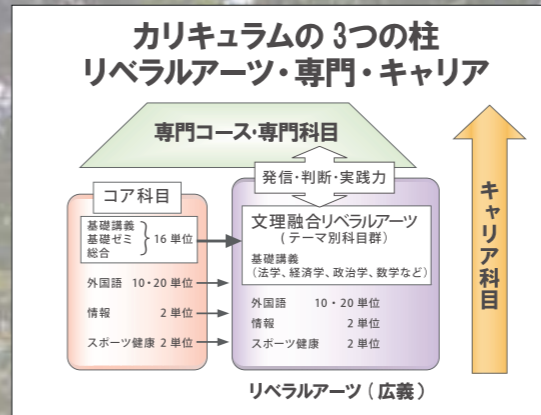 カリキュラムの 3つの柱
リベラルアーツ・専門・キャリア
専門コース・専門科目
発信・判断・実践力
コア科目
基礎講義
基礎ゼミ
総合
16 単位
外国語 10・20 単位
情報 2 単位
スポーツ健康 2 単位
文理融合リベラルアーツ
(テーマ別科目群)
基礎講義
(法学、経済学、政治学、数学など)
外国語 10・20 単位
情報 2 単位
スポーツ健康 2 単位
リベラルアーツ ( 広義 )
キャリア科目